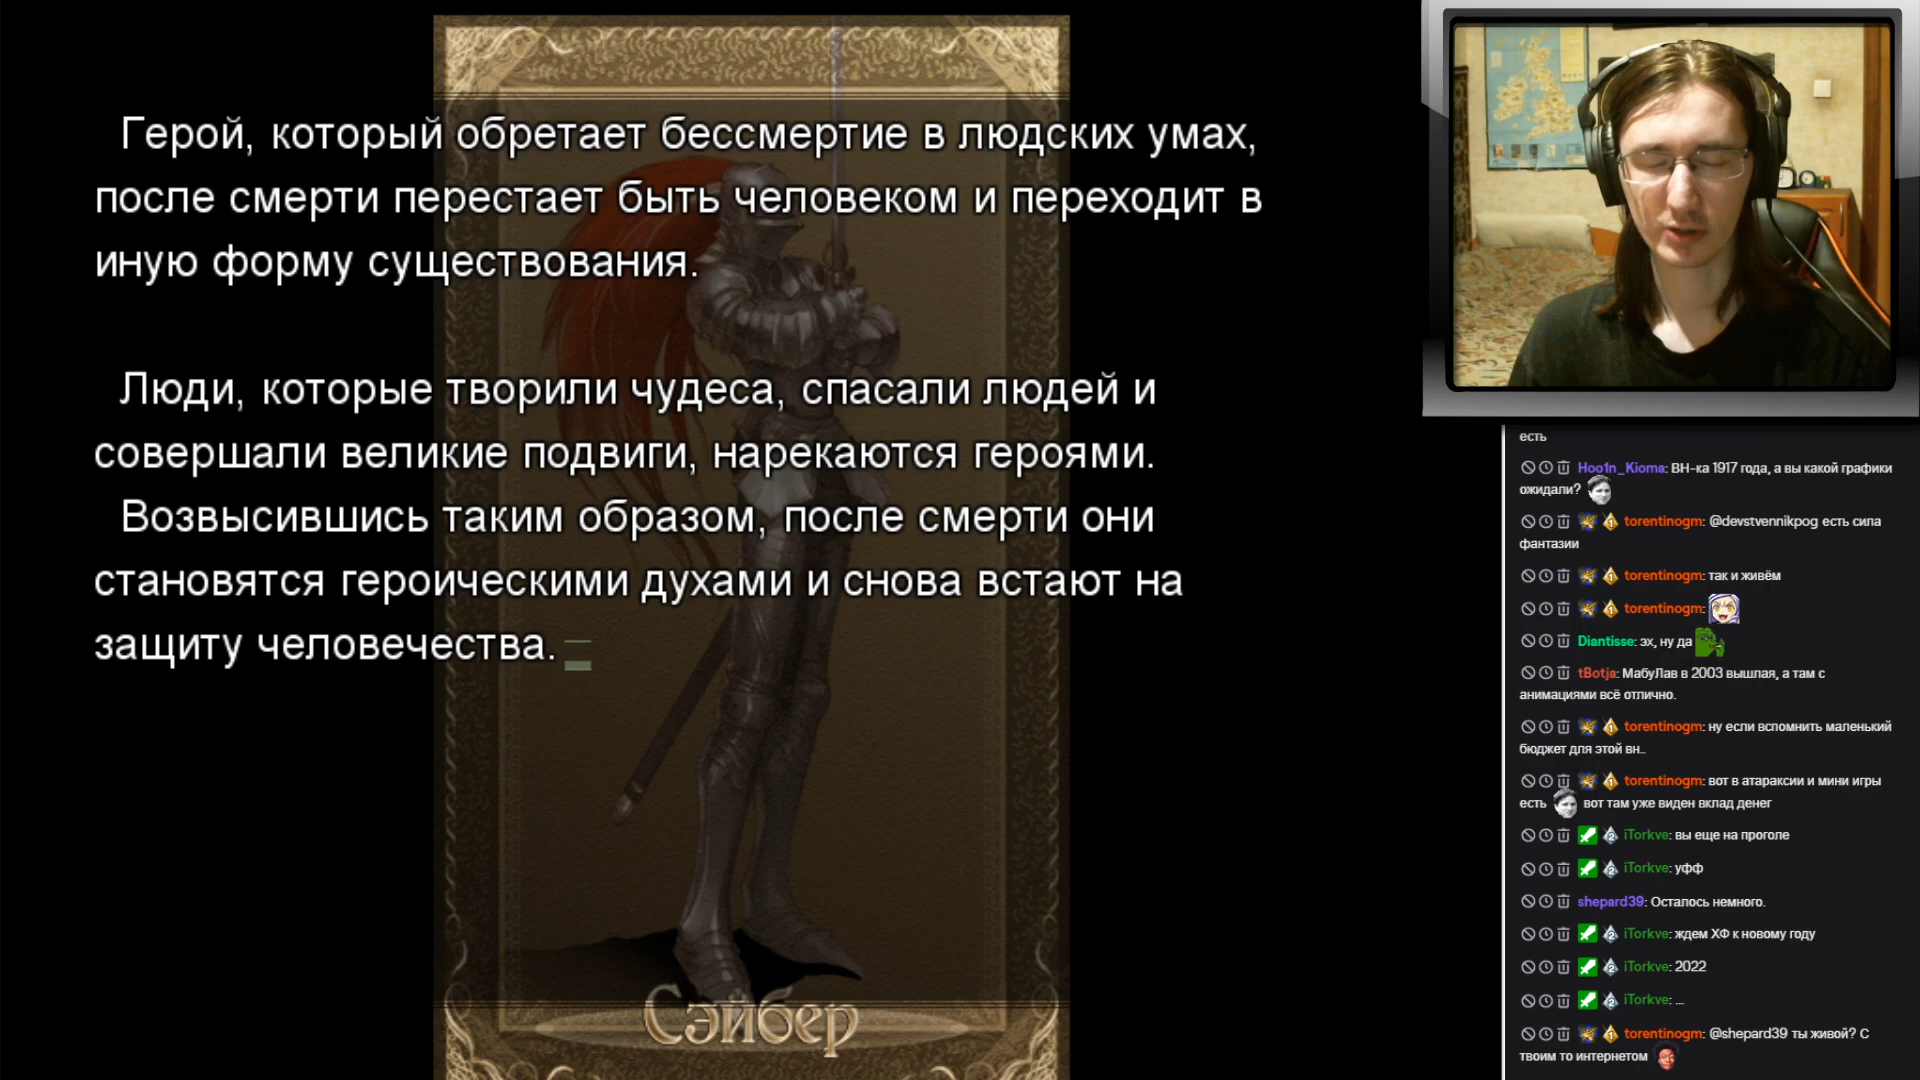 Герой, который обретает бессмертие в людских умах,
после смерти перестает быть человеком и переходит в
иную форму существования.
Люди, которые творили чудеса, спасали людей и
совершали великие подвиги, нарекаются героями.
Возвысившись таким образом, после смерти они
становятся героическими духами и снова встают на
защиту человечества.
Сэйбер
есть
Hoo1n_Kioma: ВН-ка 1917 года, а вы какой графики
ожидали?
torentinogm: @devstvennikpog есть сила
фантазии
torentinogm: так и живём
torentinogm:
Diantisse: эх, ну да
tBotja: МабуЛав в 2003 вышлая, а там с
анимациями всё отлично.
torentinogm: ну если вспомнить маленький
бюджет для этой вн..
torentinogm: вот в атараксии и мини игры
есть вот там уже виден вклад денег
iTorkve: вы еще на проголе
iTorkve: уфф
shepard39: Осталось немного.
iTorkve: ждем ХФ к новому году
iTorkve: 2022
iTorkve: ...
torentinogm: @shepard39 ты живой? С
твоим то интернетом